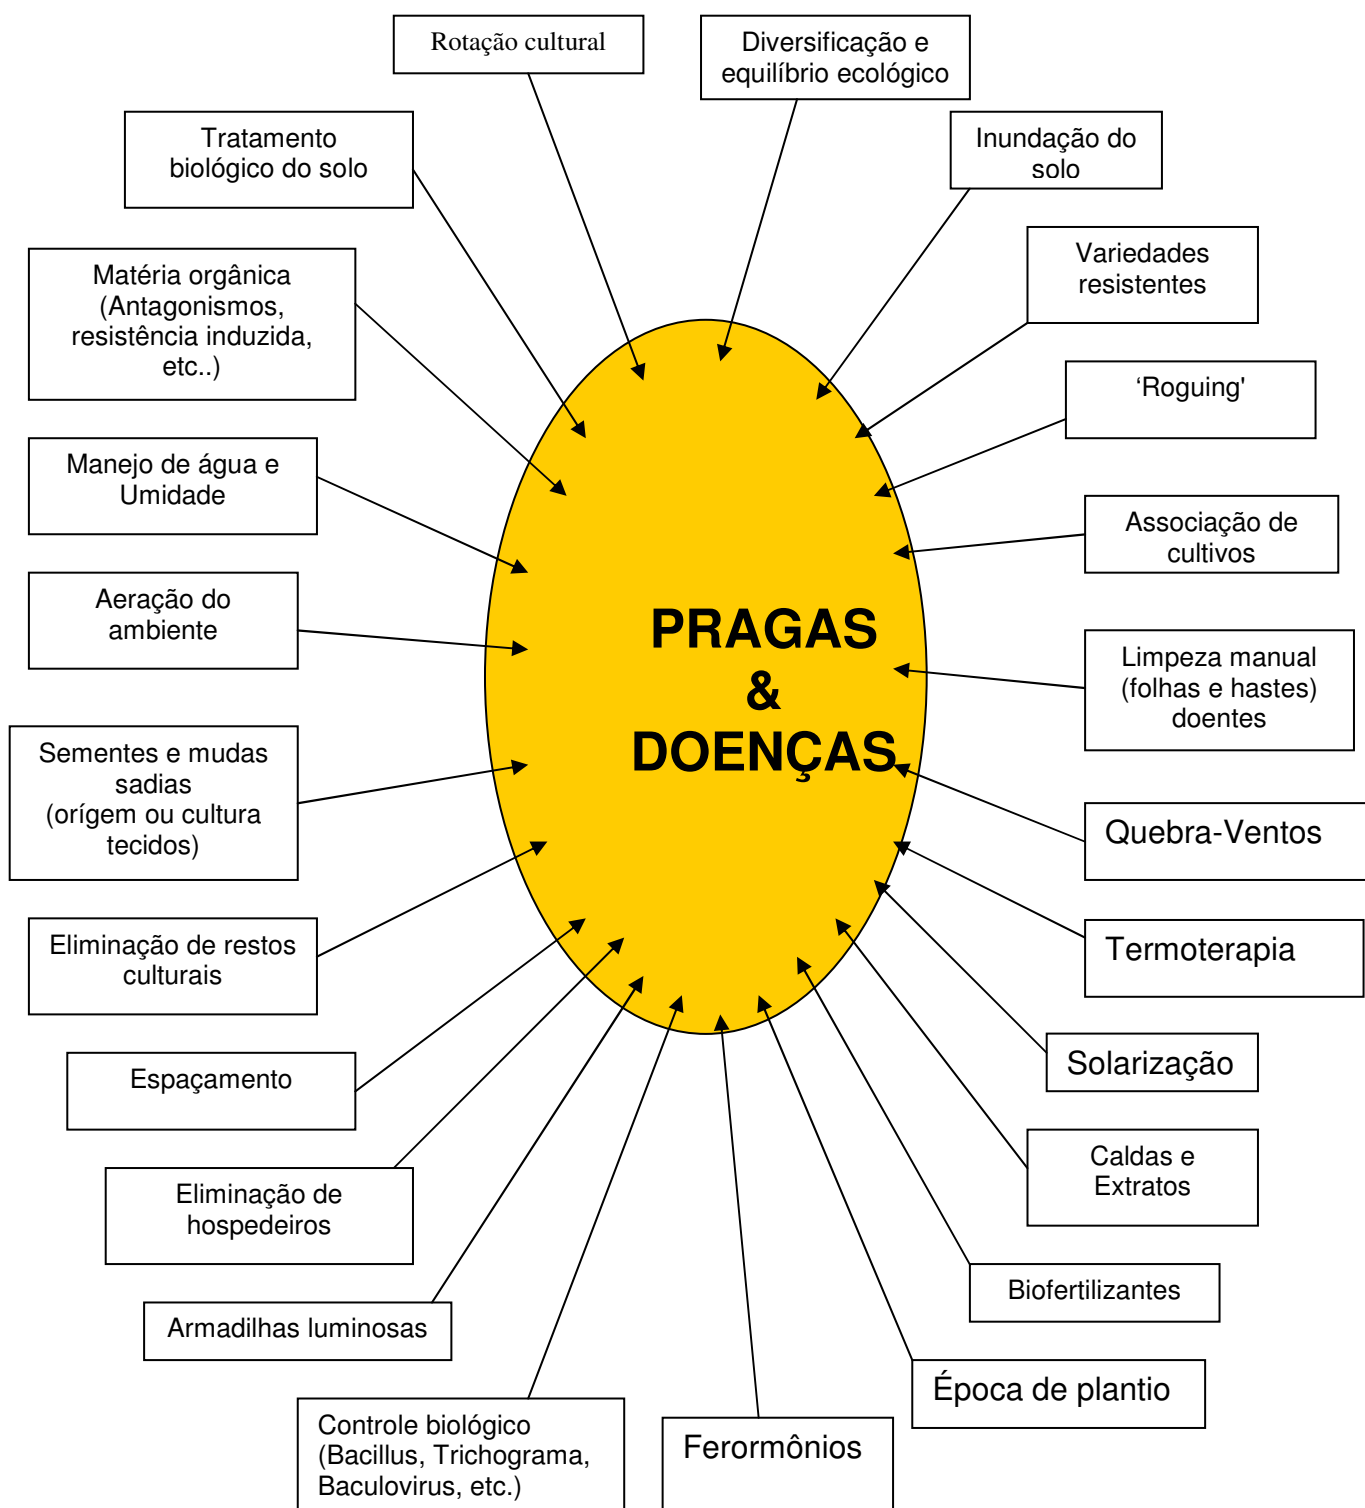 Rotação cultural
Diversificação e
equilíbrio ecológico
Tratamento
biológico do solo
Inundação do
solo
Matéria orgânica
(Antagonismos,
resistência induzida,
etc..)
Variedades
resistentes
‘Roguing'
Manejo de água e
Umidade
Associação de
cultivos
Aeração do
ambiente
PRAGAS
&
DOENÇAS
Limpeza manual
(folhas e hastes)
doentes
Sementes e mudas
sadias
(orígem ou cultura
tecidos)
Quebra-Ventos
Eliminação de restos
culturais
Termoterapia
Espaçamento
Solarização
Eliminação de
hospedeiros
Caldas e
Extratos
Armadilhas luminosas
Biofertilizantes
Controle biológico
(Bacillus, Trichograma,
Baculovirus, etc.)
Ferormônios
Época de plantio